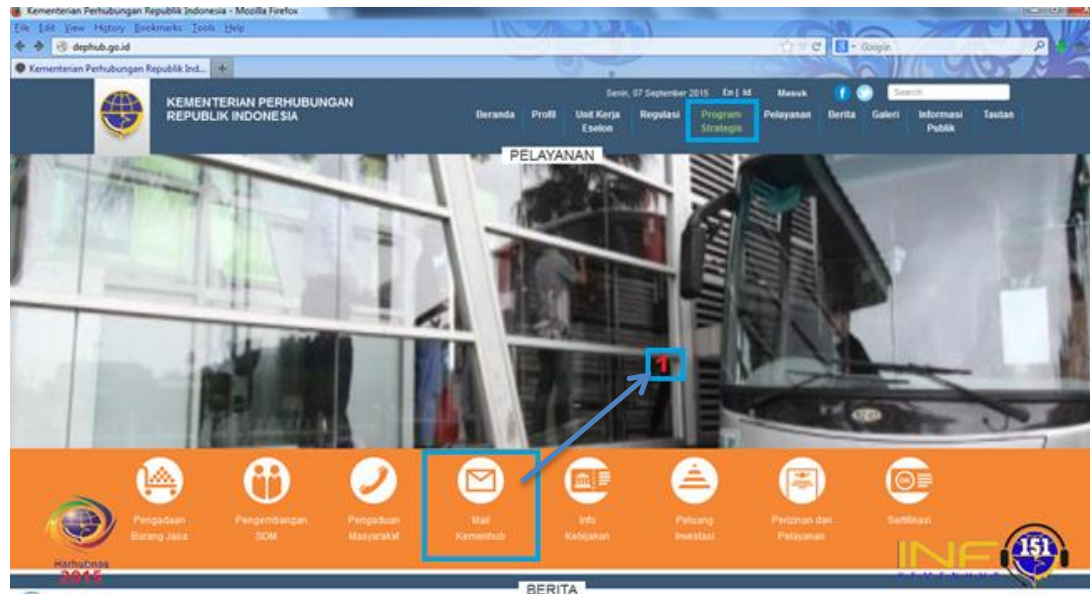 Kementerian Perhubungan Republik Indonesia - Mozilla Firefox
File Edit View History Bookmarks Tools Help
dephub.go.id
Google
Kementerian Perhubungan Republik Ind...
Senin, 07 September 2015 En | Id Masuk Search
KEMENTERIAN PERHUBUNGAN
REPUBLIK INDONESIA
Beranda Profil Unit Kerja Eselon Regulasi Program Strategis Pelayanan Berita Galeri Informasi Publik Tautan
PELAYANAN
1
Pengadaan Barang Jasa
Pengembangan SDM
Pengaduan Masyarakat
Mail Kemenhub
Info Kebijakan
Peluang Investasi
Perizinan dan Pelayanan
Sertifikasi
Harhubnas
2015
INF
151
BERITA